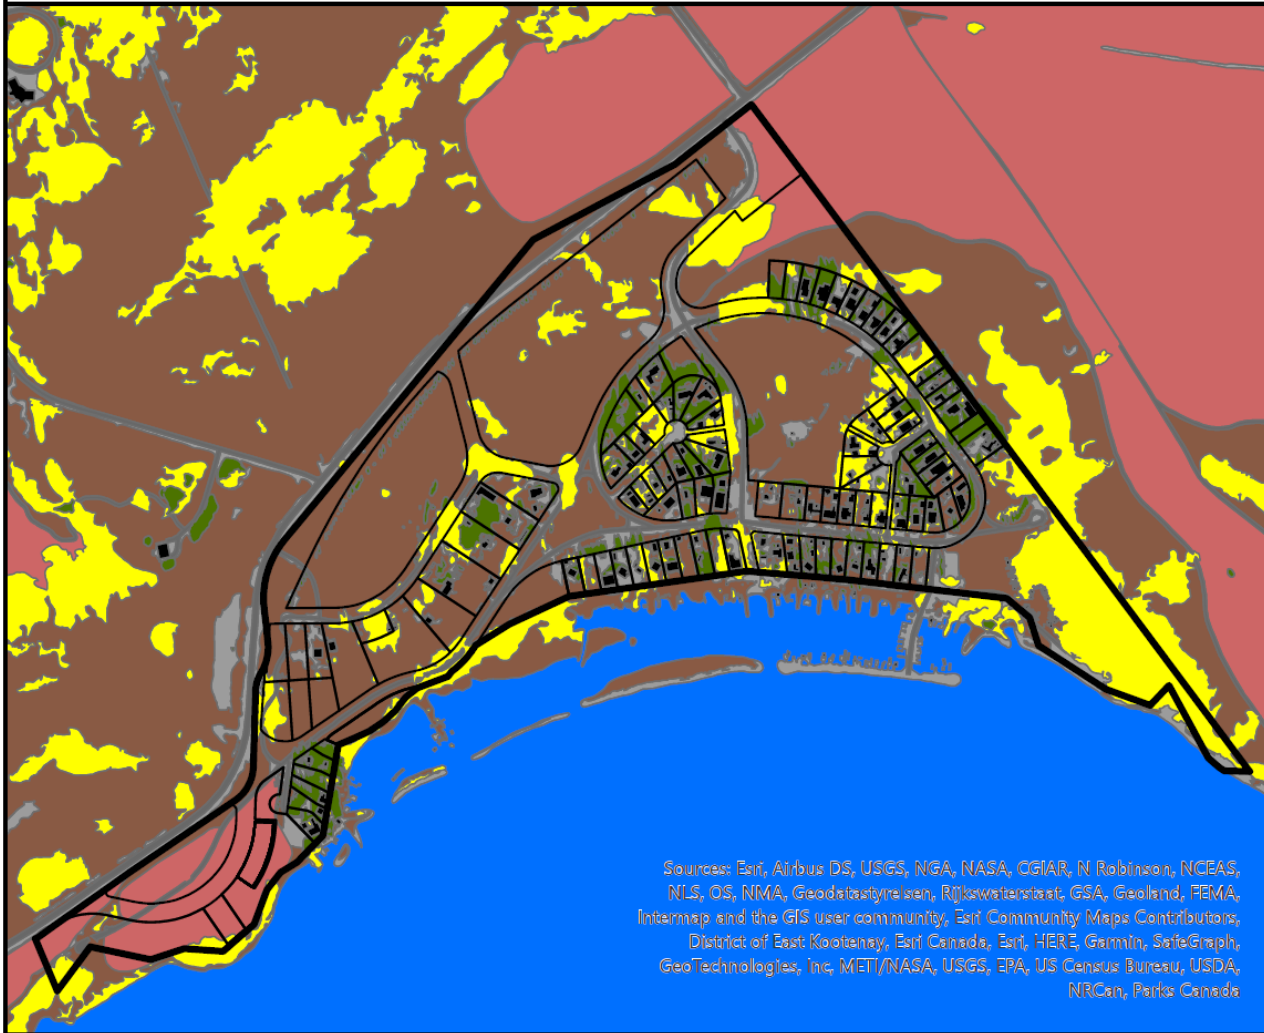 Sources: Esri, Airbus DS, USGS, NGA, NASA, CGIAR, N Robinson, NCEAS,
NLS, OS, NMA, Geodatastyrelsen, Rijkswaterstaat, GSA, Geoland, FEMA,
Intermap and the GIS user community, Esri Community Maps Contributors,
District of East Kootenay, Esri Canada, Esri, HERE, Garmin, SafeGraph,
GeoTechnologies, Inc, METI/NASA, USGS, EPA, US Census Bureau, USDA,
NRCan, Parks Canada